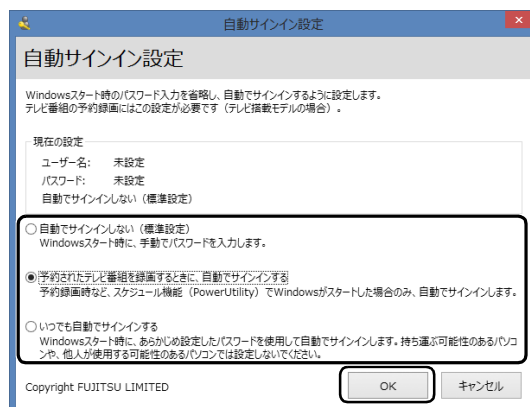 自動サインイン設定
自動サインイン設定
Windowsスタート時のパスワード入力を省略し、自動でサインインするように設定します。
テレビ番組の予約録画にはこの設定が必要です（テレビ搭載モデルの場合）。
現在の設定
ユーザー名: 未設定
パスワード: 未設定
自動でサインインしない（標準設定）
自動でサインインしない（標準設定）
Windowsスタート時に、手動でパスワードを入力します。
予約されたテレビ番組を録画するときに、自動でサインインする
予約録画時など、スケジュール機能（PowerUtility）でWindowsがスタートした場合のみ、自動でサインインします。
いつでも自動でサインインする
Windowsスタート時に、あらかじめ設定したパスワードを使用して自動でサインインします。持ち運ぶ可能性のあるパソコ
ンや、他人が使用する可能性のあるパソコンでは設定しないでください。
Copyright FUJITSU LIMITED
OK
キャンセル